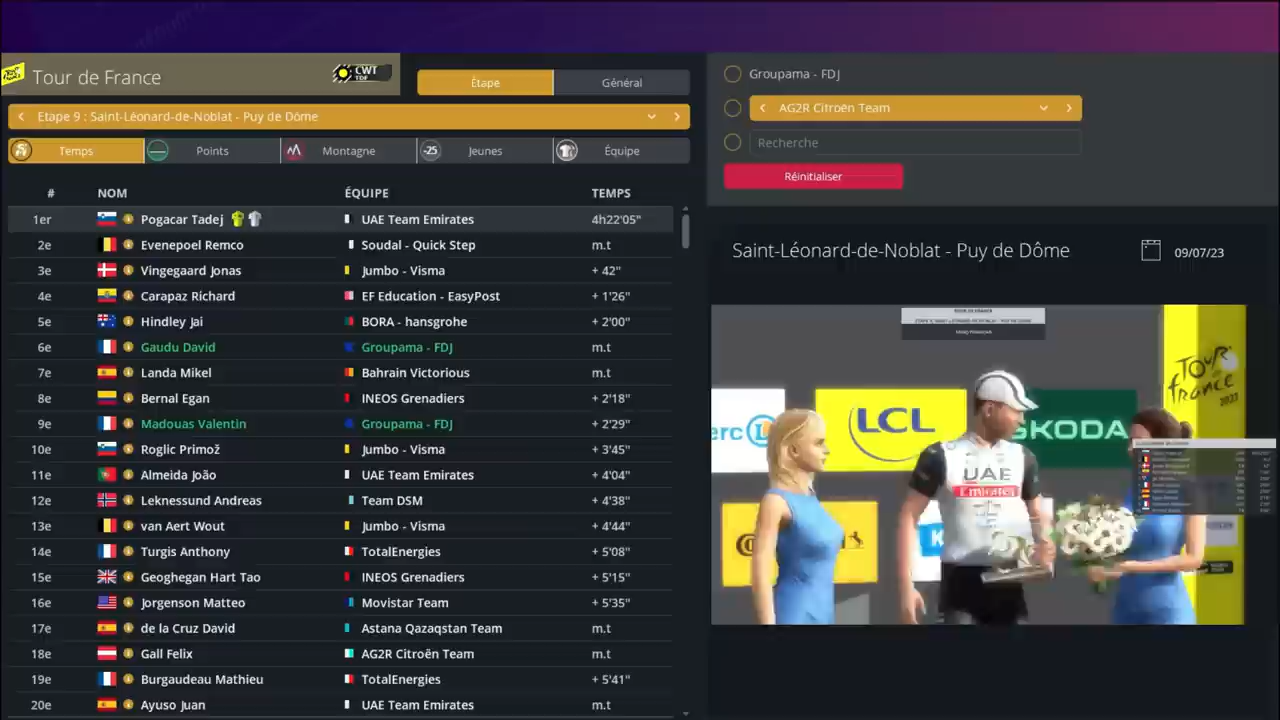 Tour de France
CWT
TDF
Étape
Général
Etape 9 : Saint-Léonard-de-Noblat - Puy de Dôme
Temps
Points
Montagne
-25
Jeunes
Équipe
# NOM ÉQUIPE TEMPS
1er Pogacar Tadej UAE Team Emirates 4h22'05"
2e Evenepoel Remco Soudal - Quick Step m.t
3e Vingegaard Jonas Jumbo - Visma + 42"
4e Carapaz Richard EF Education - EasyPost + 1'26"
5e Hindley Jai BORA - hansgrohe + 2'00"
6e Gaudu David Groupama - FDJ m.t
7e Landa Mikel Bahrain Victorious m.t
8e Bernal Egan INEOS Grenadiers + 2'18"
9e Madouas Valentin Groupama - FDJ + 2'29"
10e Roglic Primož Jumbo - Visma + 3'45"
11e Almeida João UAE Team Emirates + 4'04"
12e Leknessund Andreas Team DSM + 4'38"
13e van Aert Wout Jumbo - Visma + 4'44"
14e Turgis Anthony TotalEnergies + 5'08"
15e Geoghegan Hart Tao INEOS Grenadiers + 5'15"
16e Jorgenson Matteo Movistar Team + 5'35"
17e de la Cruz David Astana Qazaqstan Team m.t
18e Gall Felix AG2R Citroën Team m.t
19e Burgaudeau Mathieu TotalEnergies + 5'41"
20e Ayuso Juan UAE Team Emirates m.t
Groupama - FDJ
AG2R Citroën Team
Recherche
Réinitialiser
Saint-Léonard-de-Noblat - Puy de Dôme
09/07/23
TOUR DE FRANCE
erc L
LCL
ŠKODA
TOUR
france
2023
UAE
Emirates
K